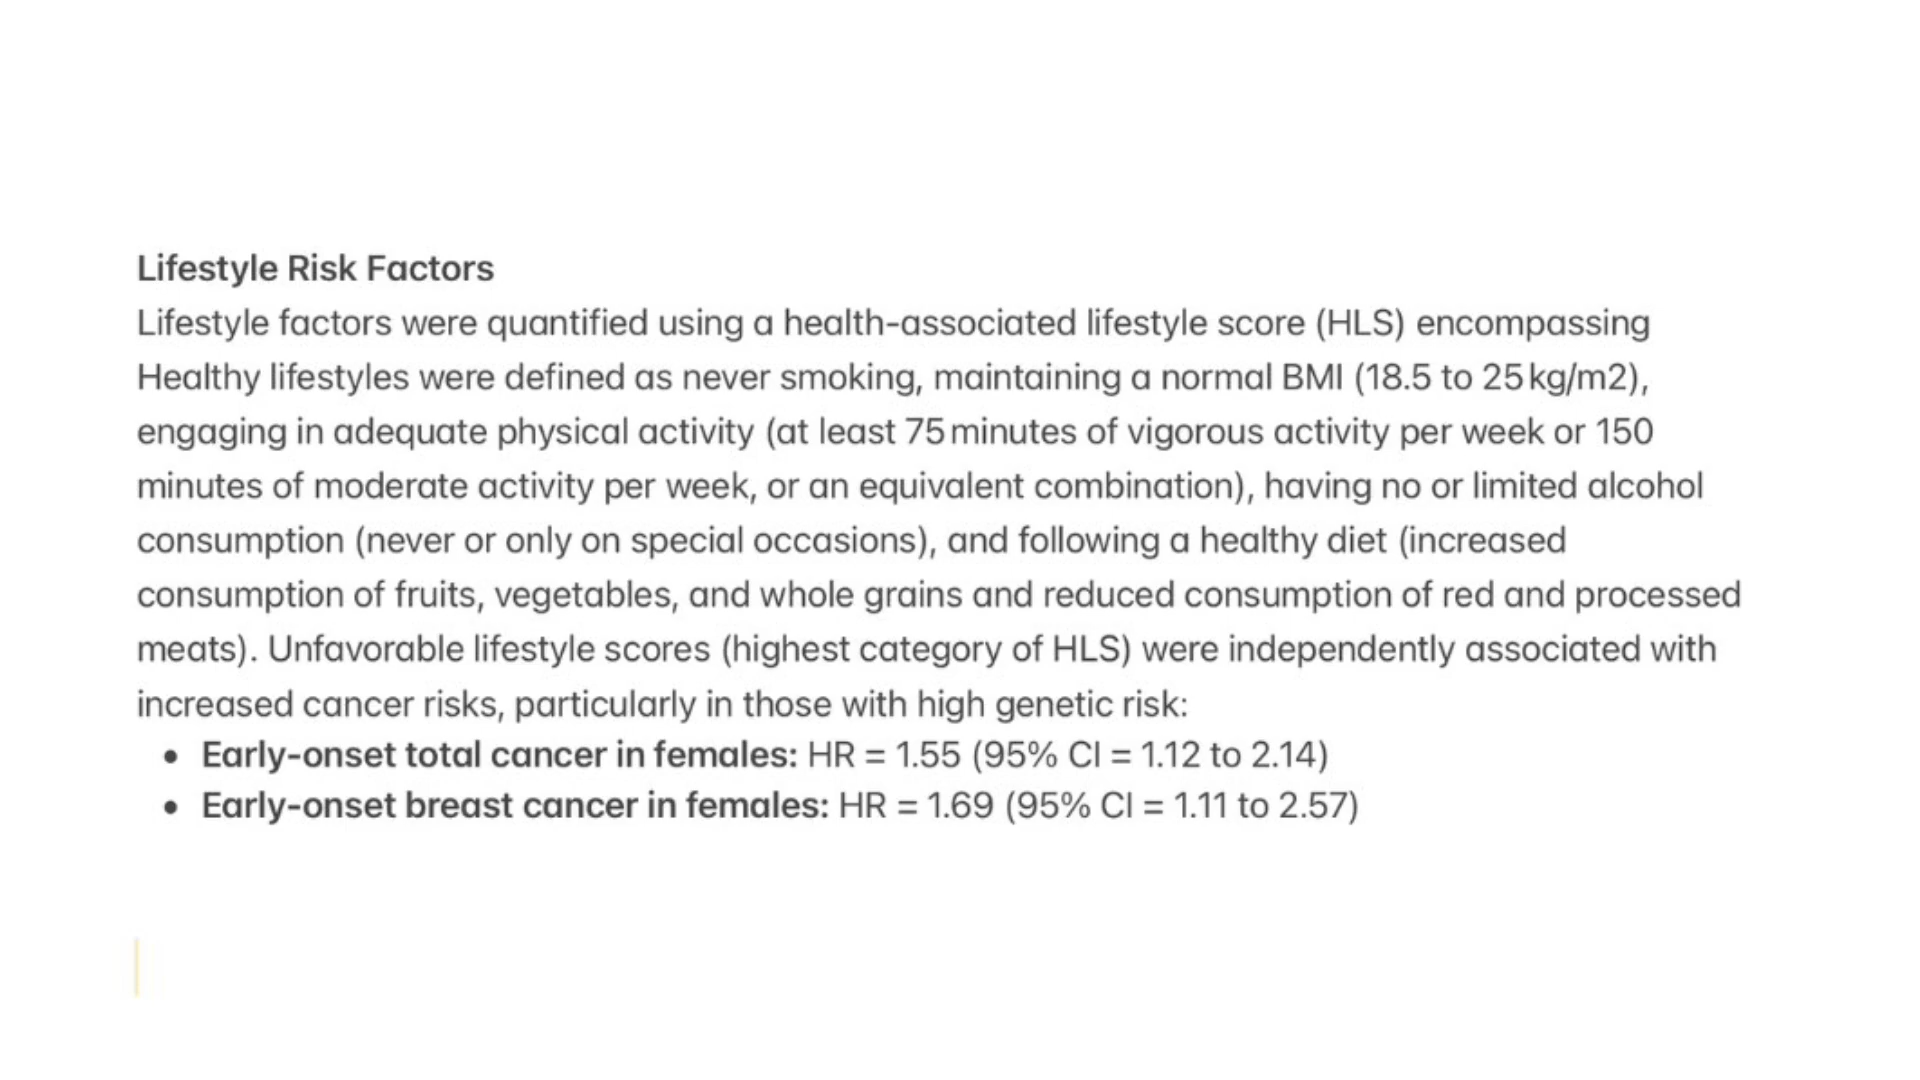 Lifestyle Risk Factors
Lifestyle factors were quantified using a health-associated lifestyle score (HLS) encompassing
Healthy lifestyles were defined as never smoking, maintaining a normal BMI (18.5 to 25 kg/m2),
engaging in adequate physical activity (at least 75 minutes of vigorous activity per week or 150
minutes of moderate activity per week, or an equivalent combination), having no or limited alcohol
consumption (never or only on special occasions), and following a healthy diet (increased
consumption of fruits, vegetables, and whole grains and reduced consumption of red and processed
meats). Unfavorable lifestyle scores (highest category of HLS) were independently associated with
increased cancer risks, particularly in those with high genetic risk:
• Early-onset total cancer in females: HR = 1.55 (95% CI = 1.12 to 2.14)
• Early-onset breast cancer in females: HR = 1.69 (95% CI = 1.11 to 2.57)